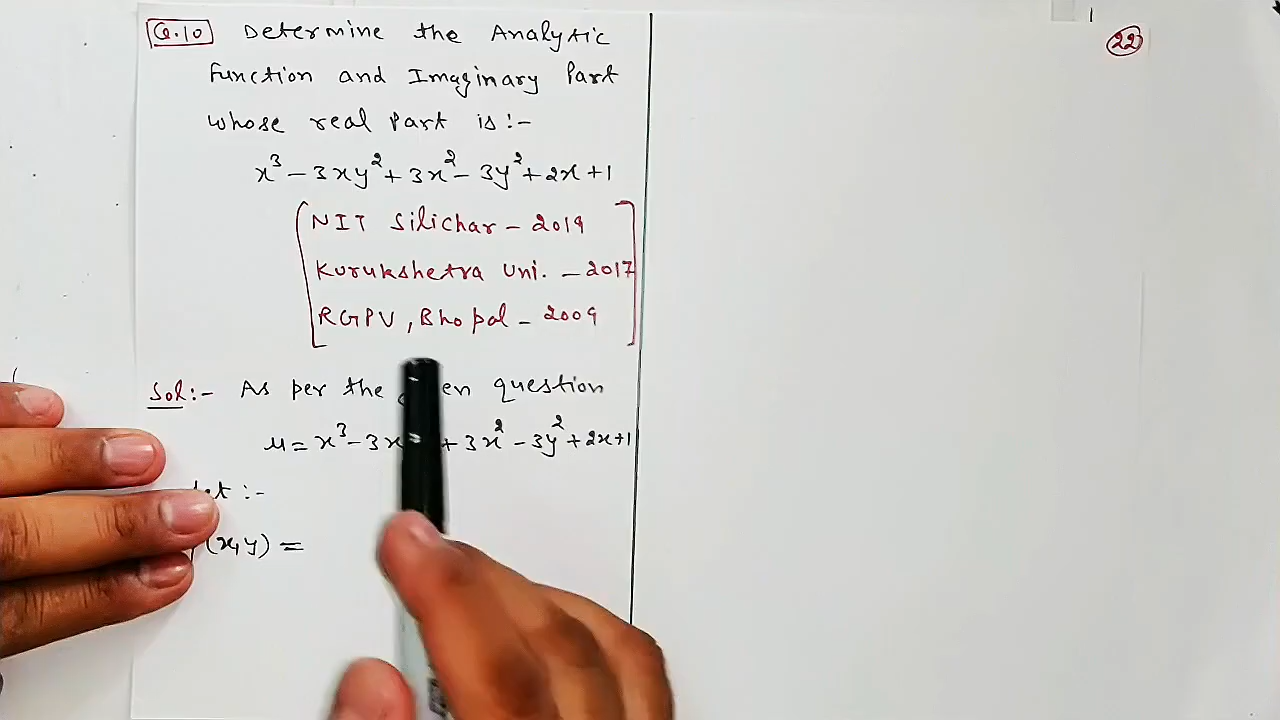 Q.10 Determine the Analytic
Function and Imaginary Part
whose real part is :-
x³ - 3xy² + 3x² - 3y² + 2x + 1
NIT Silichar - 2019
Kurukshetra Uni. - 2017
RGPV, Bhopal - 2009
Sol :- As per the question
u = x³ - 3x + 3x² - 3y² + 2x + 1
:-
(x,y) =
22